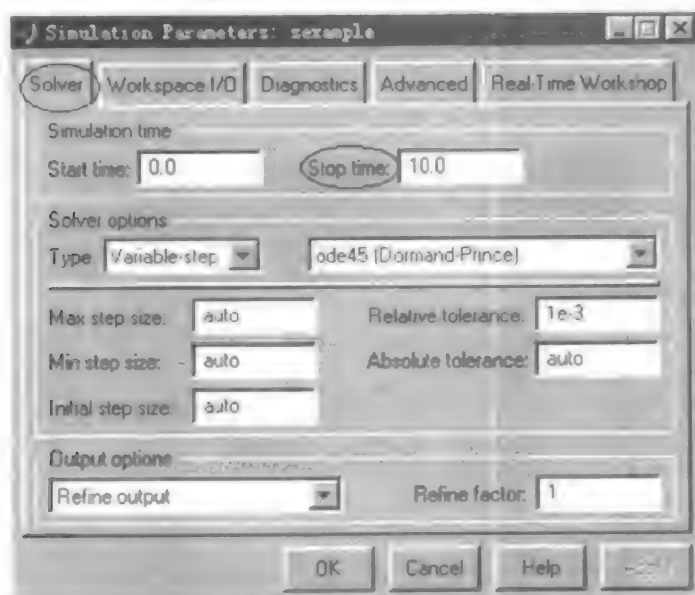 Simulation Parameters: sexample
Solver Workspace I/O Diagnostics Advanced Real-Time Workshop
Simulation time
Start time: 0.0 Stop time: 10.0
Solver options
Type: Variable-step ode45 (Dormand-Prince)
Max step size: auto Relative tolerance: 1e-3
Min step size: auto Absolute tolerance: auto
Initial step size: auto
Output options
Refine output Refine factor: 1
OK Cancel Help